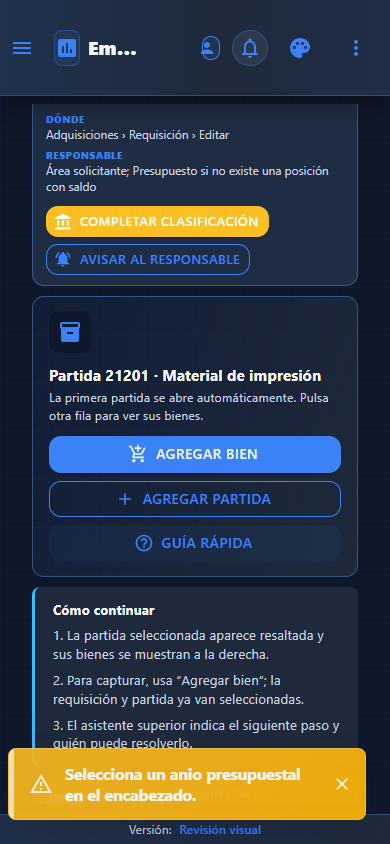 Em...
DÓNDE
Adquisiciones › Requisición › Editar
RESPONSABLE
Área solicitante; Presupuesto si no existe una posición
con saldo
COMPLETAR CLASIFICACIÓN
AVISAR AL RESPONSABLE
Partida 21201 · Material de impresión
La primera partida se abre automáticamente. Pulsa
otra fila para ver sus bienes.
AGREGAR BIEN
AGREGAR PARTIDA
GUÍA RÁPIDA
Cómo continuar
1. La partida seleccionada aparece resaltada y
sus bienes se muestran a la derecha.
2. Para capturar, usa “Agregar bien”; la
requisición y partida ya van seleccionadas.
3. El asistente superior indica el siguiente paso y
quién puede resolverlo.
Selecciona un anio presupuestal
en el encabezado.
Versión: Revisión visual